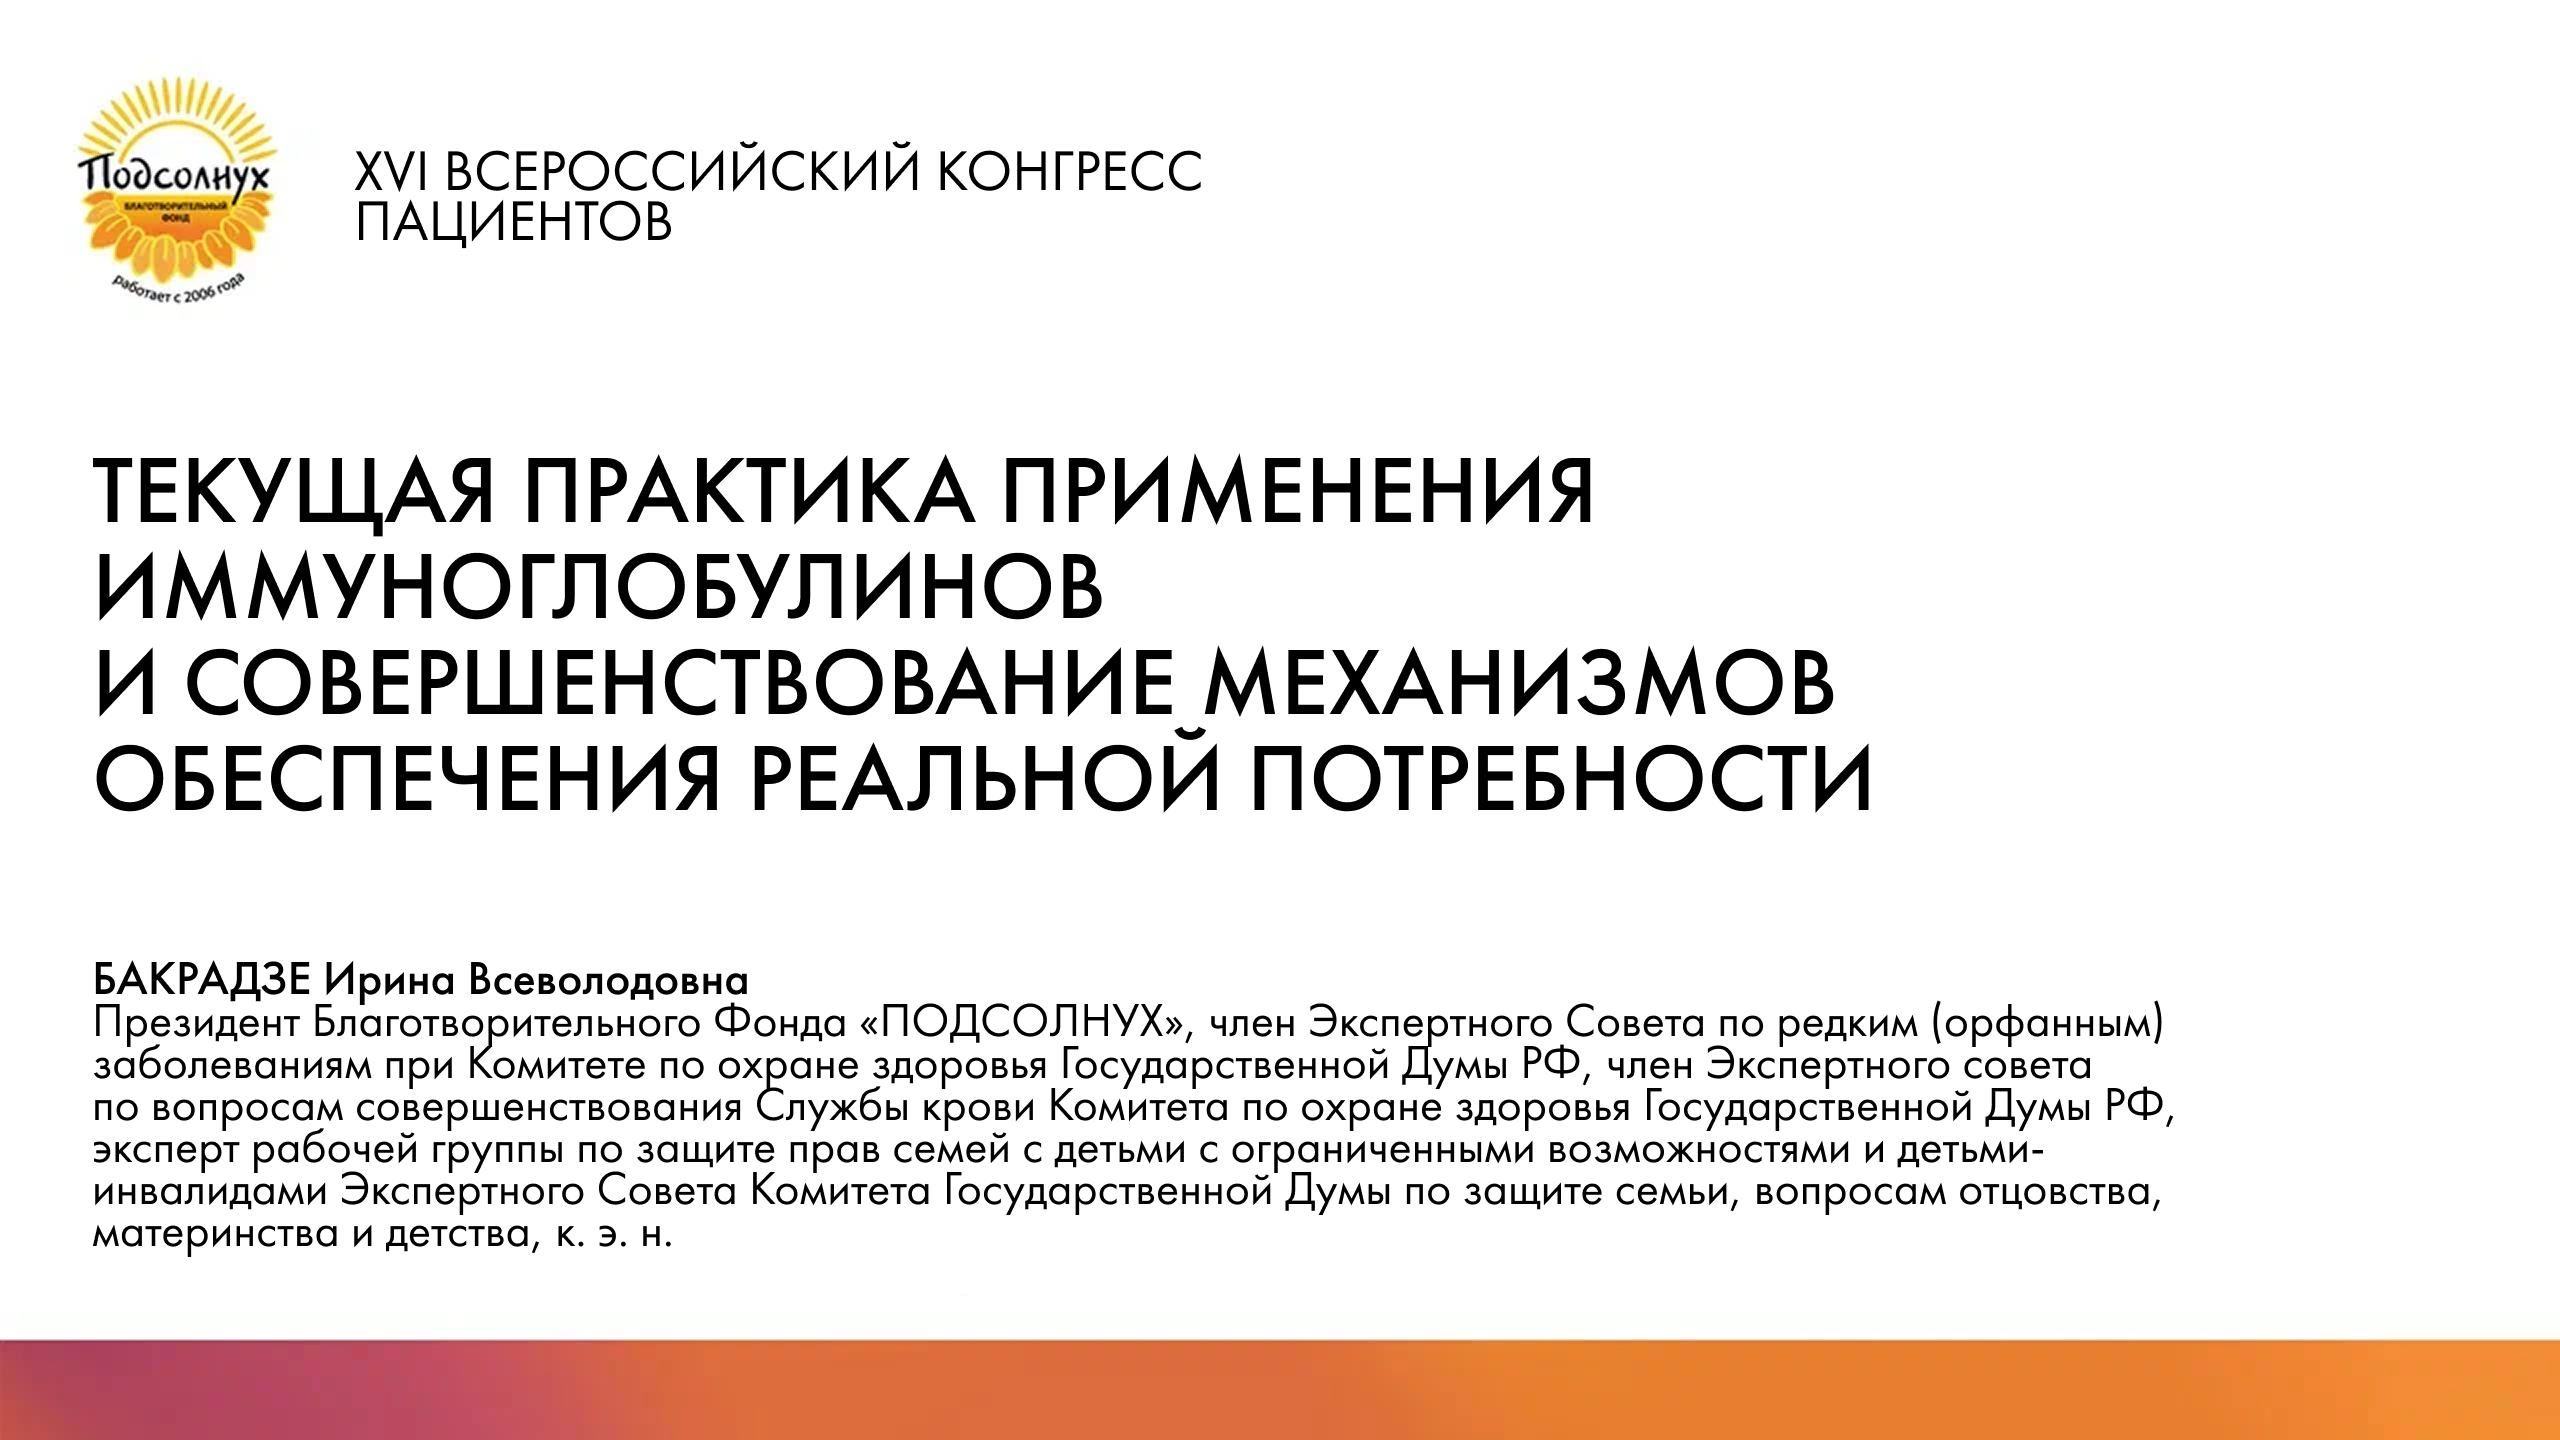 Подсолнух
БЛАГОТВОРИТЕЛЬНЫЙ
ФОНД
работает с 2006 года
XVI ВСЕРОССИЙСКИЙ КОНГРЕСС
ПАЦИЕНТОВ
ТЕКУЩАЯ ПРАКТИКА ПРИМЕНЕНИЯ
ИММУНОГЛОБУЛИНОВ
И СОВЕРШЕНСТВОВАНИЕ МЕХАНИЗМОВ
ОБЕСПЕЧЕНИЯ РЕАЛЬНОЙ ПОТРЕБНОСТИ
БАКРАДЗЕ Ирина Всеволодовна
Президент Благотворительного Фонда «ПОДСОЛНУХ», член Экспертного Совета по редким (орфанным)
заболеваниям при Комитете по охране здоровья Государственной Думы РФ, член Экспертного совета
по вопросам совершенствования Службы крови Комитета по охране здоровья Государственной Думы РФ,
эксперт рабочей группы по защите прав семей с детьми с ограниченными возможностями и детьми-
инвалидами Экспертного Совета Комитета Государственной Думы по защите семьи, вопросам отцовства,
материнства и детства, к. э. н.